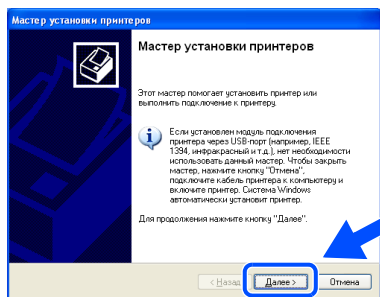 Мастер установки принтеров
Мастер установки принтеров
Этот мастер помогает установить принтер или
выполнить подключение к принтеру.
Если установлен модуль подключения
принтера через USB-порт (например, IEEE
1394, инфракрасный и т.д.), нет необходимости
использовать данный мастер. Чтобы закрыть
мастер, нажмите кнопку "Отмена",
подключите кабель принтера к компьютеру и
включите принтер. Система Windows
автоматически установит принтер.
Для продолжения нажмите кнопку "Далее".
< Назад Далее > Отмена